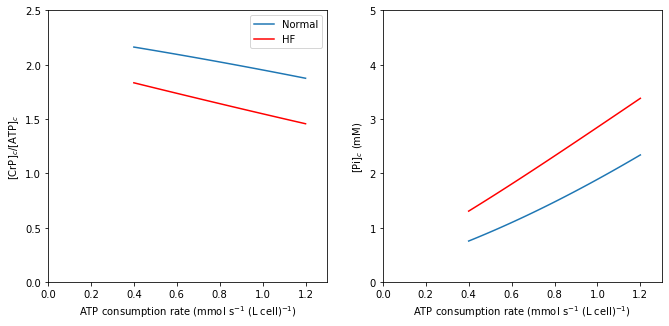 2.5
2.0
1.5
1.0
0.5
0.0
[CrP]c/[ATP]c
0.0 0.2 0.4 0.6 0.8 1.0 1.2
ATP consumption rate (mmol s⁻¹ (L cell)⁻¹)
Normal
HF
5
4
3
2
1
0
[Pi]c (mM)
0.0 0.2 0.4 0.6 0.8 1.0 1.2
ATP consumption rate (mmol s⁻¹ (L cell)⁻¹)